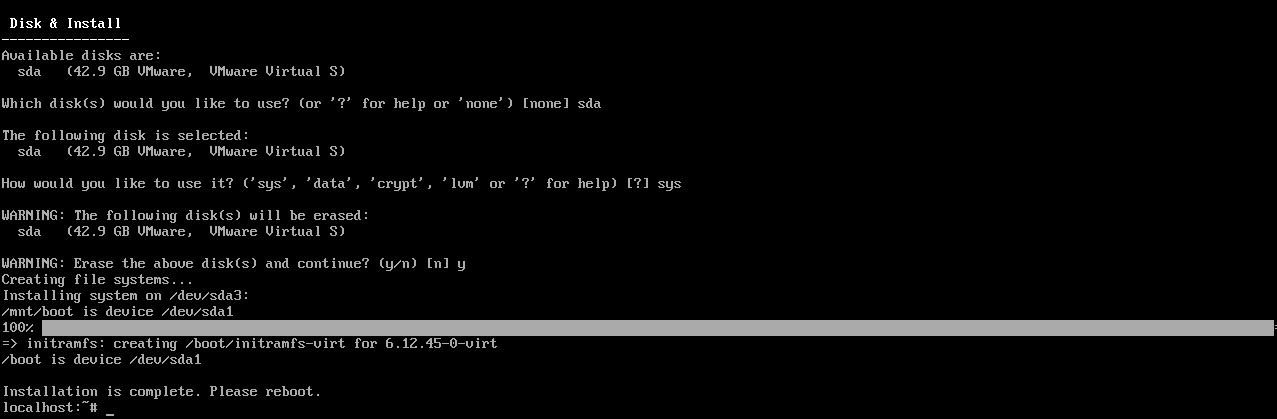 Disk & Install
----------------
Available disks are:
  sda   (42.9 GB VMware,  VMware Virtual S)
Which disk(s) would you like to use? (or '?' for help or 'none') [none] sda
The following disk is selected:
  sda   (42.9 GB VMware,  VMware Virtual S)
How would you like to use it? ('sys', 'data', 'crypt', 'lvm' or '?' for help) [?] sys
WARNING: The following disk(s) will be erased:
  sda   (42.9 GB VMware,  VMware Virtual S)
WARNING: Erase the above disk(s) and continue? (y/n) [n] y
Creating file systems...
Installing system on /dev/sda3:
/mnt/boot is device /dev/sda1
100%
=> initramfs: creating /boot/initramfs-virt for 6.12.45-0-virt
/boot is device /dev/sda1
Installation is complete. Please reboot.
localhost:~# _